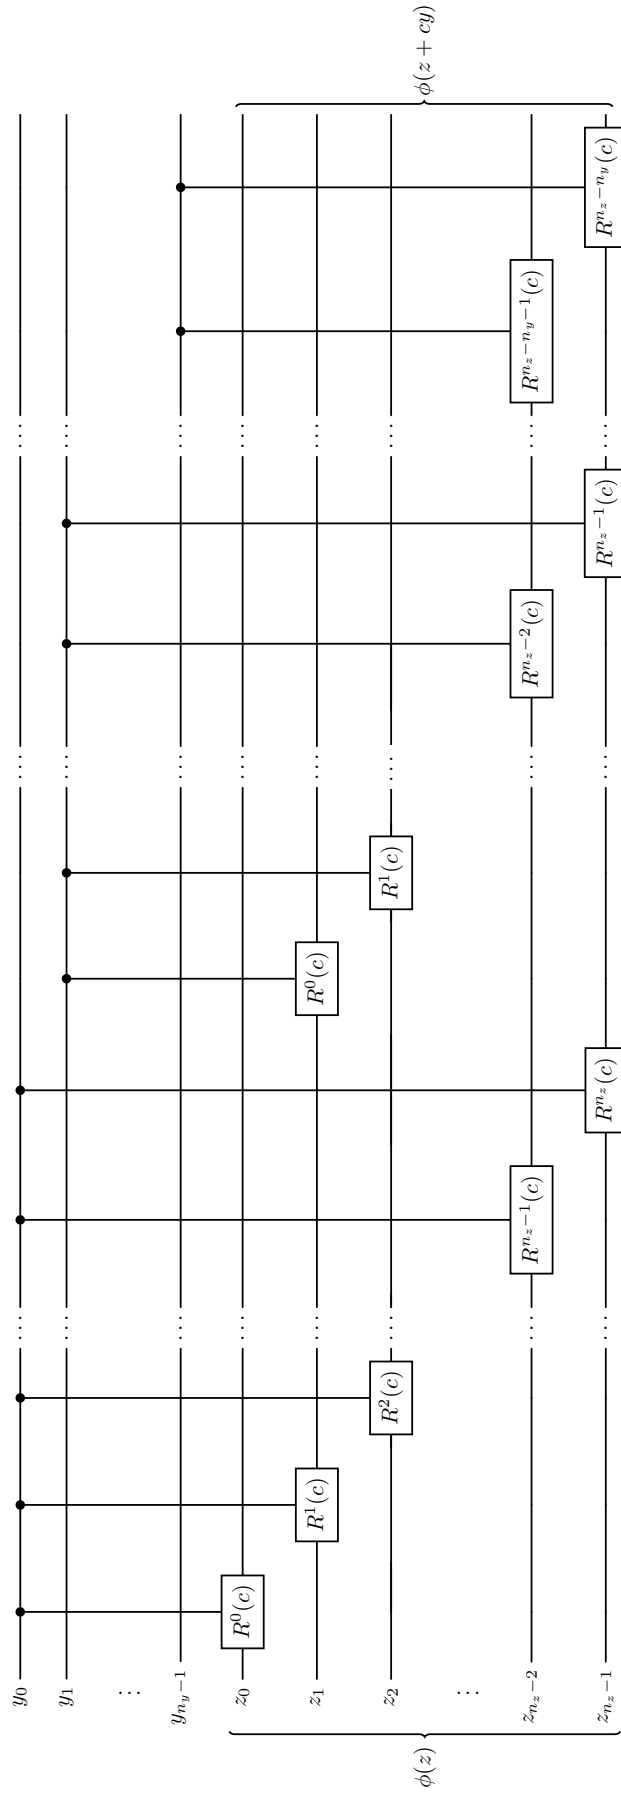 y_0
y_1
⋮
y_{n_y-1}
z_0
z_1
z_2
⋮
z_{n_z-2}
z_{n_z-1}
ϕ(z)
R^0(c)
R^1(c)
R^2(c)
⋯
R^{n_z-1}(c)
R^{n_z}(c)
R^0(c)
R^1(c)
⋯
R^{n_z-2}(c)
R^{n_z-1}(c)
⋯
R^{n_z-n_y-1}(c)
R^{n_z-n_y}(c)
ϕ(z + cy)